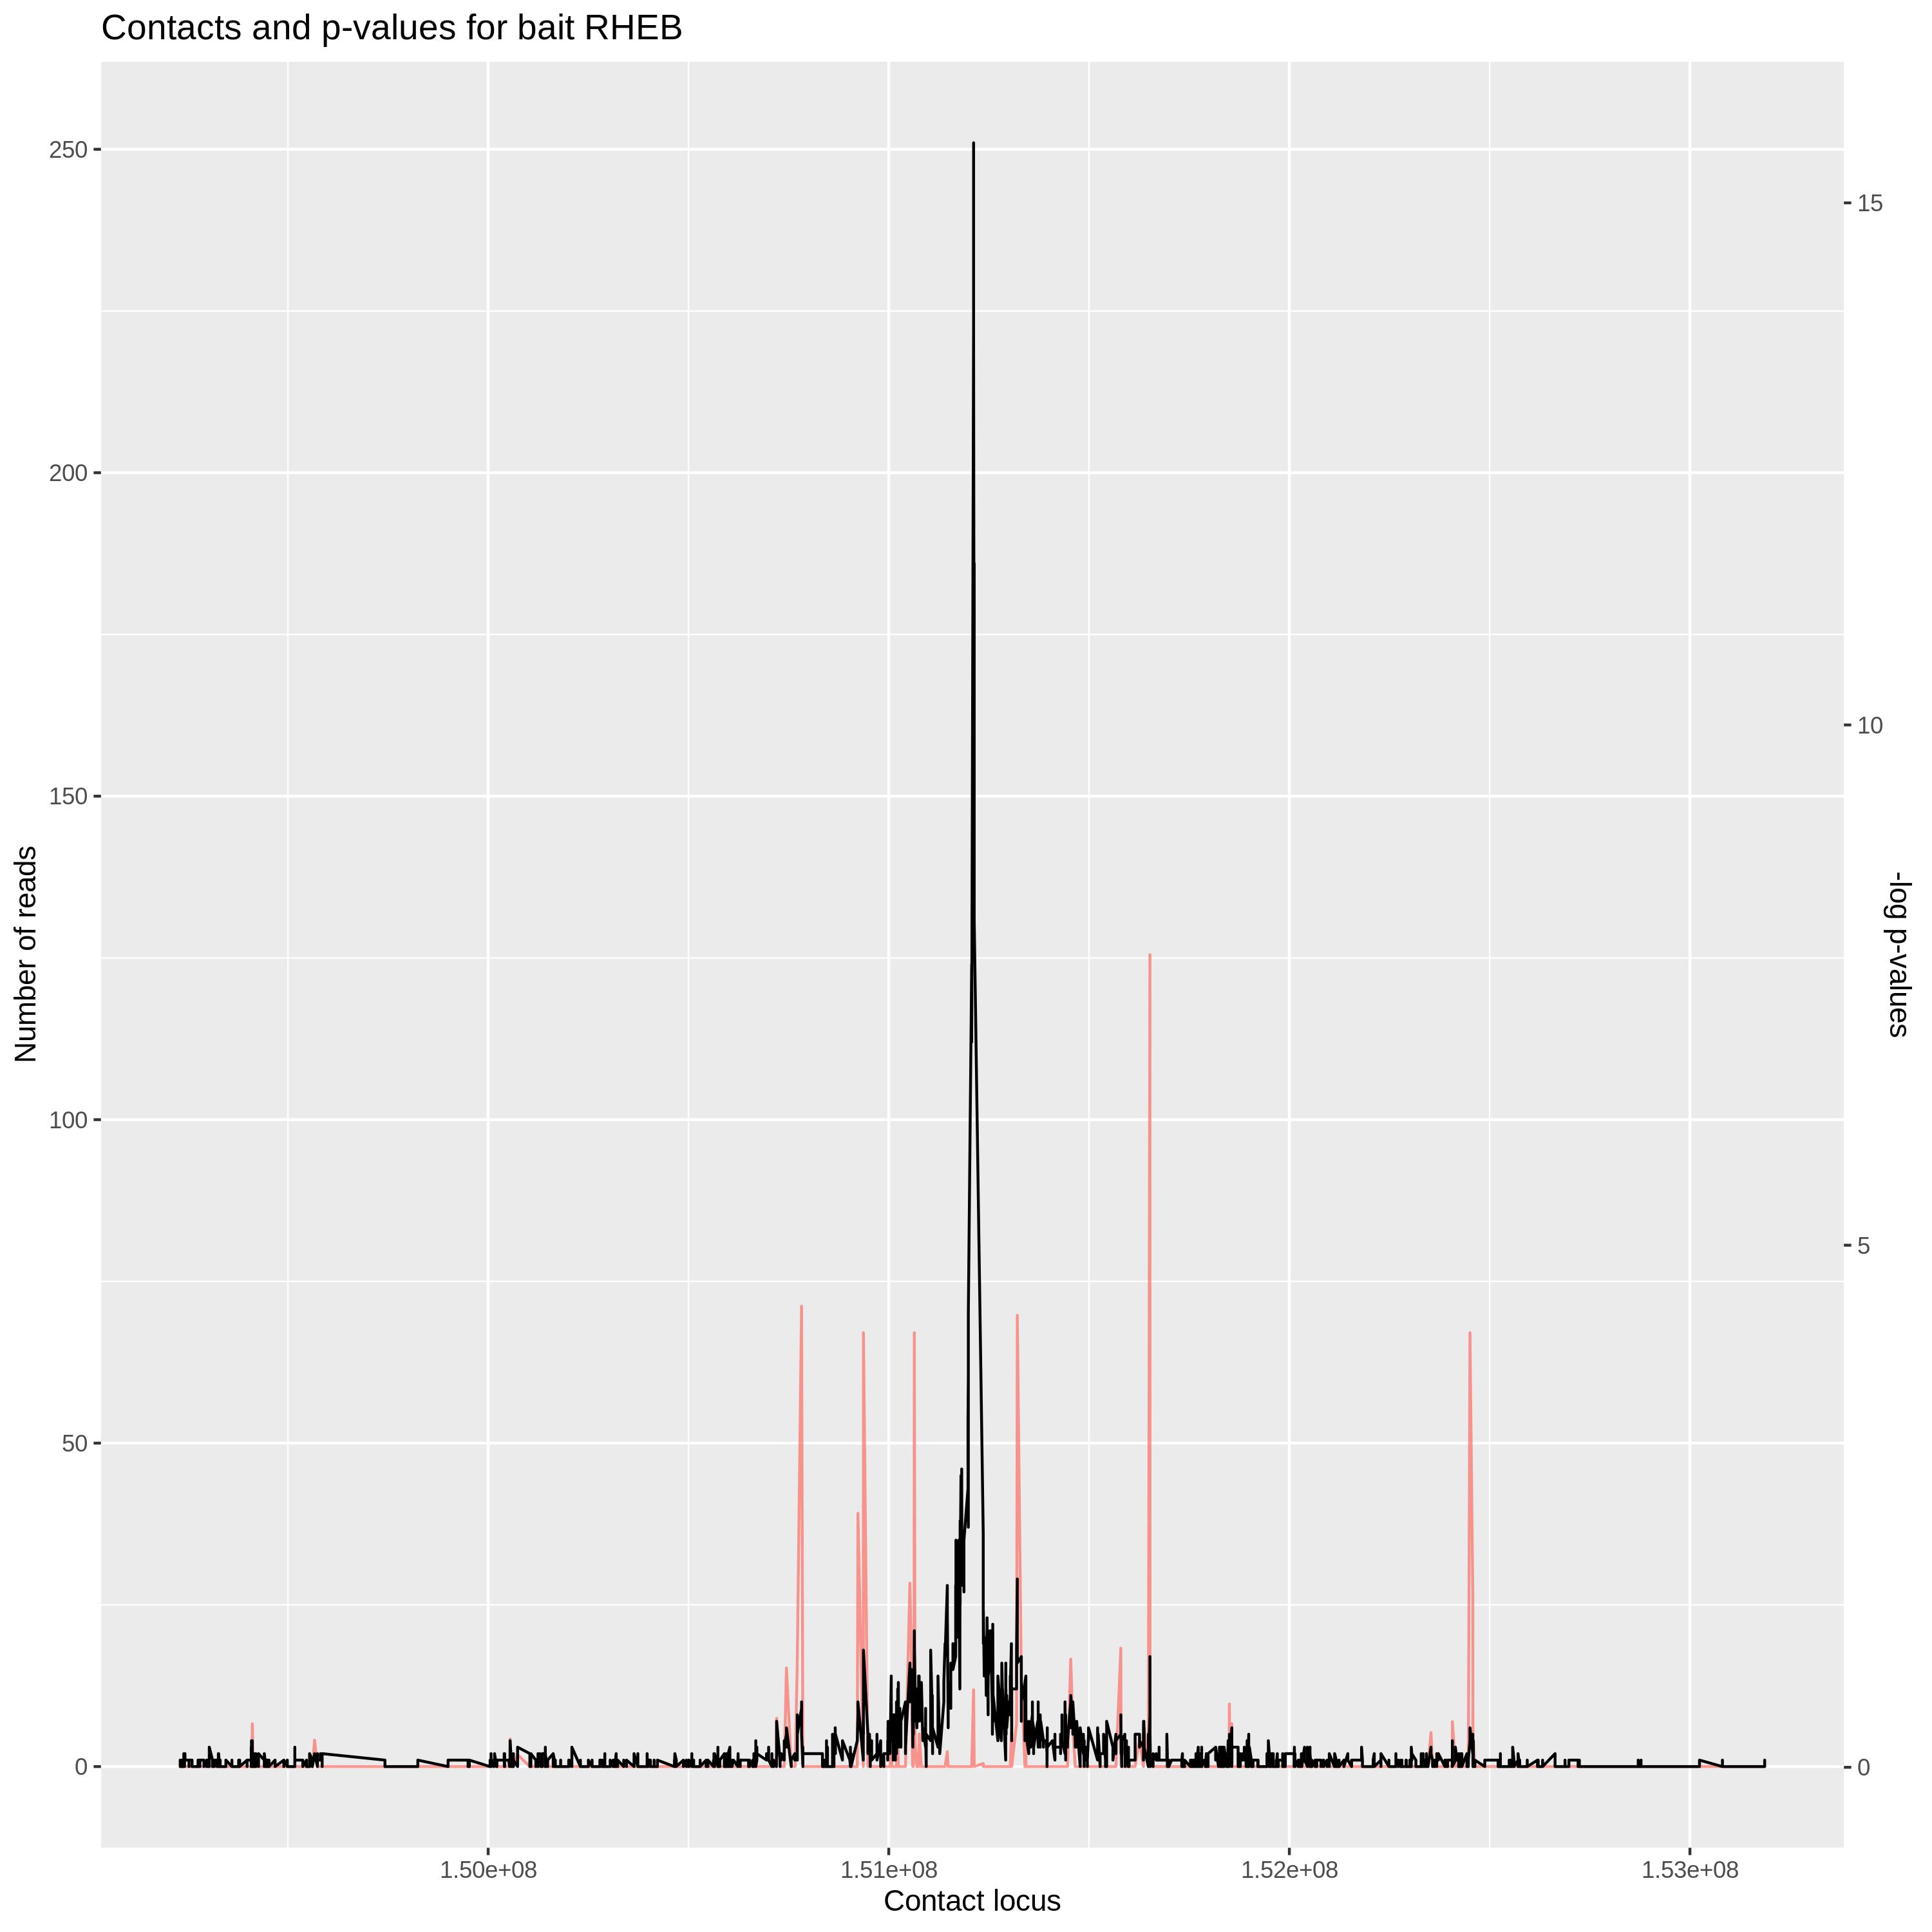 Contacts and p-values for bait RHEB
250
200
150
100
50
0
15
10
5
0
Number of reads
-log p-values
1.50e+08
1.51e+08
1.52e+08
1.53e+08
Contact locus